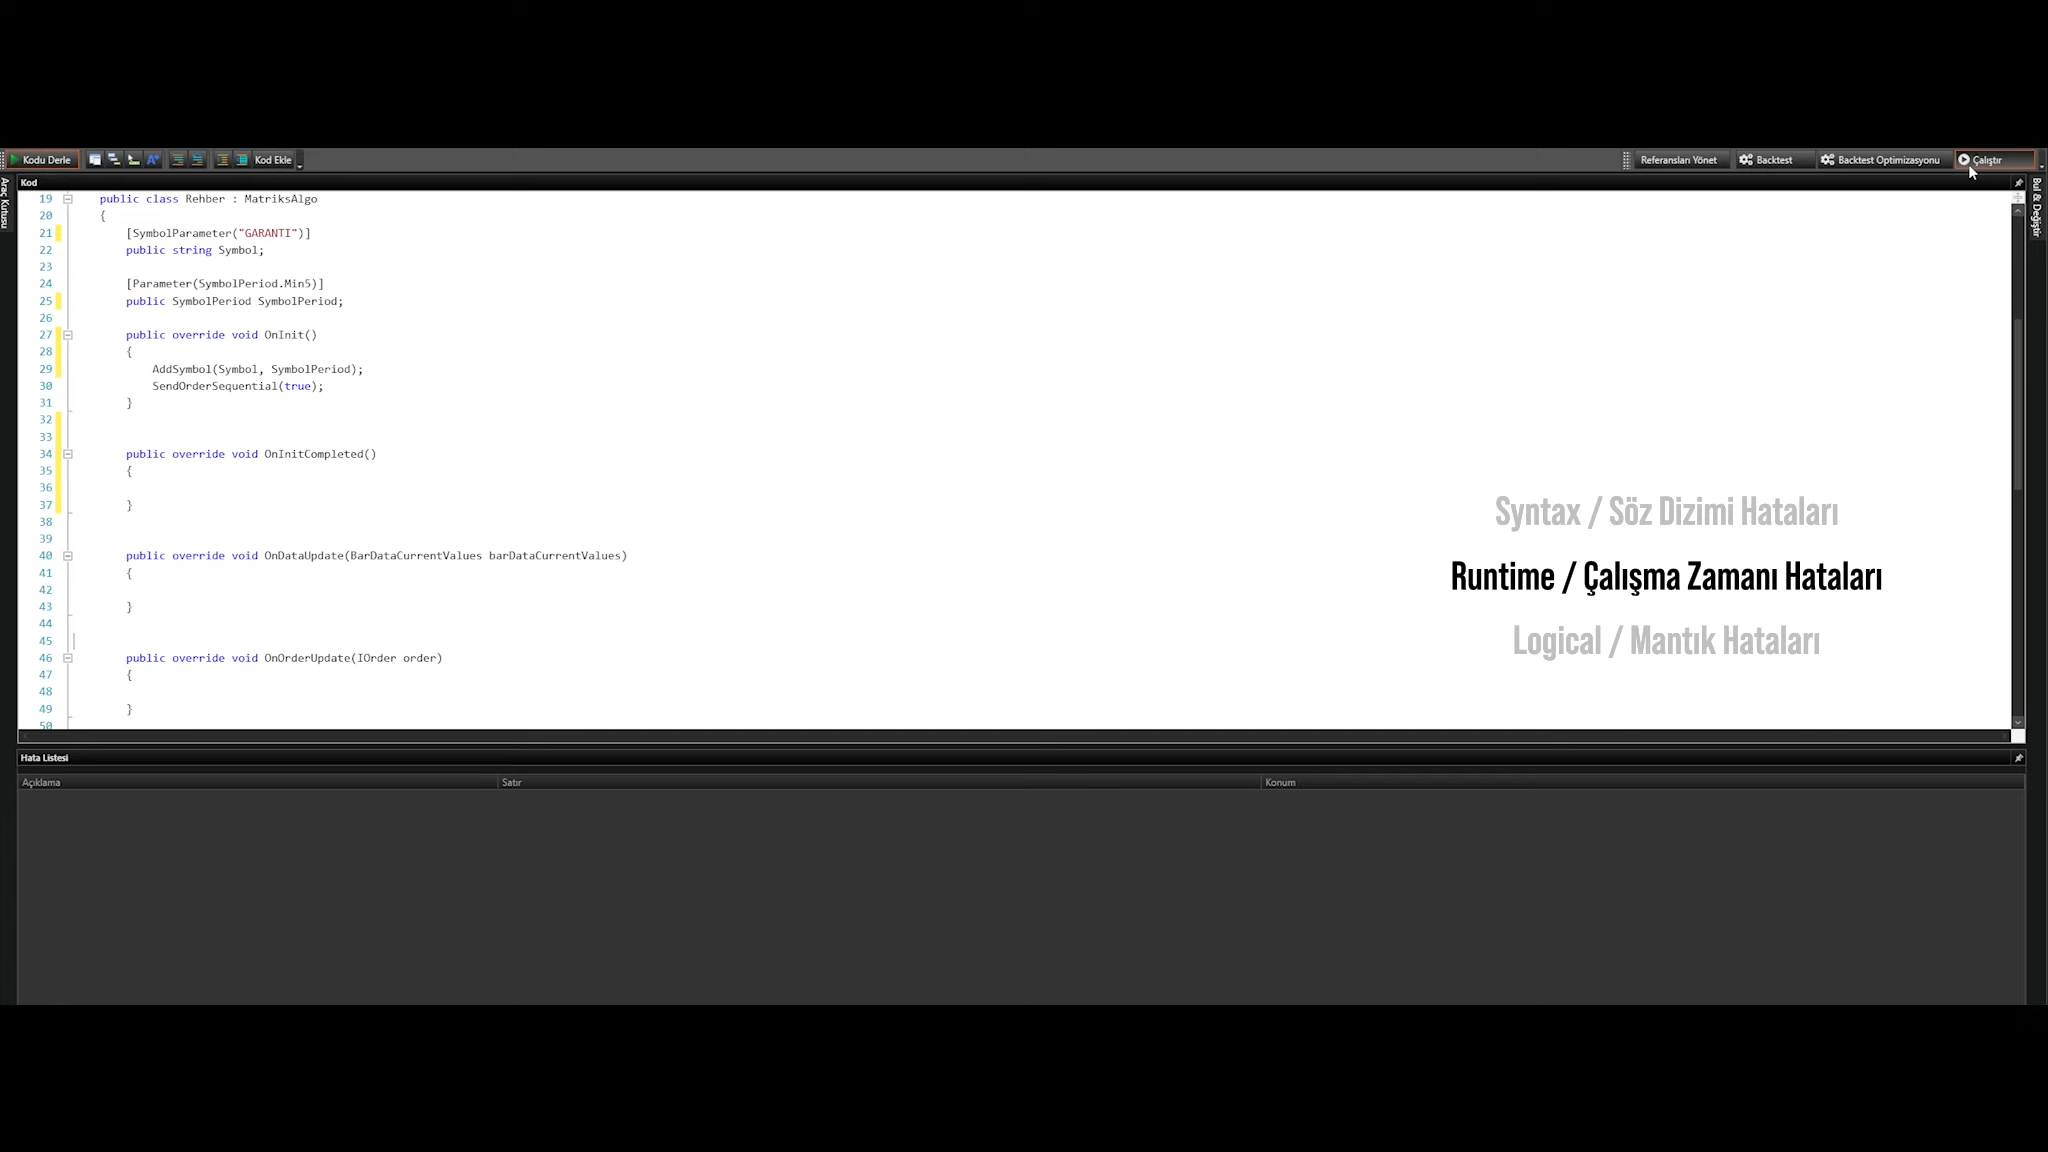 Kodu Derle
Kod Ekle
Referansları Yönet
Backtest
Backtest Optimizasyonu
Çalıştır
Araç Kutusu
Kod
Bul & Değiştir
19 public class Rehber : MatriksAlgo
20 {
21 [SymbolParameter("GARANTI")]
22 public string Symbol;
23
24 [Parameter(SymbolPeriod.Min5)]
25 public SymbolPeriod SymbolPeriod;
26
27 public override void OnInit()
28 {
29 AddSymbol(Symbol, SymbolPeriod);
30 SendOrderSequential(true);
31 }
32
33
34 public override void OnInitCompleted()
35 {
36
37 }
38
39
40 public override void OnDataUpdate(BarDataCurrentValues barDataCurrentValues)
41 {
42
43 }
44
45
46 public override void OnOrderUpdate(IOrder order)
47 {
48
49 }
50
Syntax / Söz Dizimi Hataları
Runtime / Çalışma Zamanı Hataları
Logical / Mantık Hataları
Hata Listesi
Açıklama
Satır
Konum